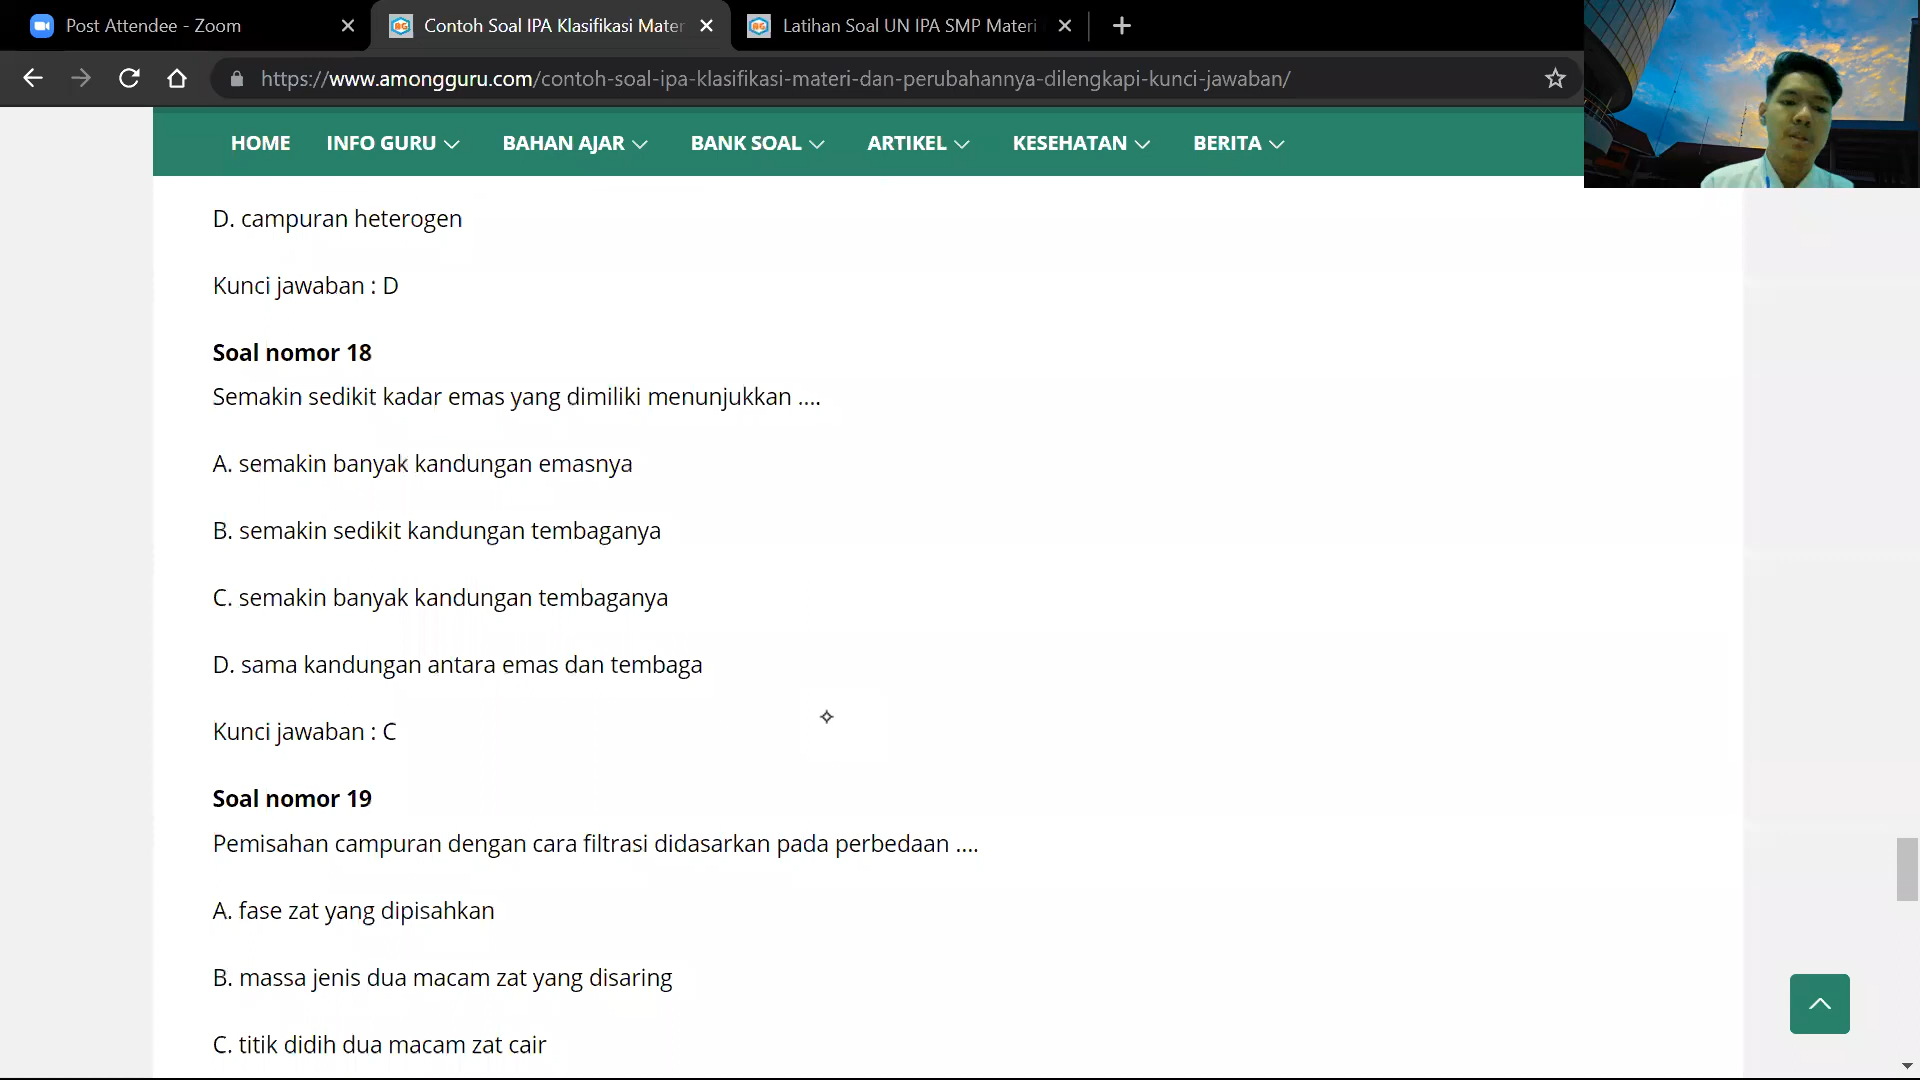 Post Attendee - Zoom
Contoh Soal IPA Klasifikasi Mater
Latihan Soal UN IPA SMP Materi
https://www.amongguru.com/contoh-soal-ipa-klasifikasi-materi-dan-perubahannya-dilengkapi-kunci-jawaban/
HOME INFO GURU BAHAN AJAR BANK SOAL ARTIKEL KESEHATAN BERITA
D. campuran heterogen
Kunci jawaban : D
Soal nomor 18
Semakin sedikit kadar emas yang dimiliki menunjukkan ....
A. semakin banyak kandungan emasnya
B. semakin sedikit kandungan tembaganya
C. semakin banyak kandungan tembaganya
D. sama kandungan antara emas dan tembaga
Kunci jawaban : C
Soal nomor 19
Pemisahan campuran dengan cara filtrasi didasarkan pada perbedaan ....
A. fase zat yang dipisahkan
B. massa jenis dua macam zat yang disaring
C. titik didih dua macam zat cair